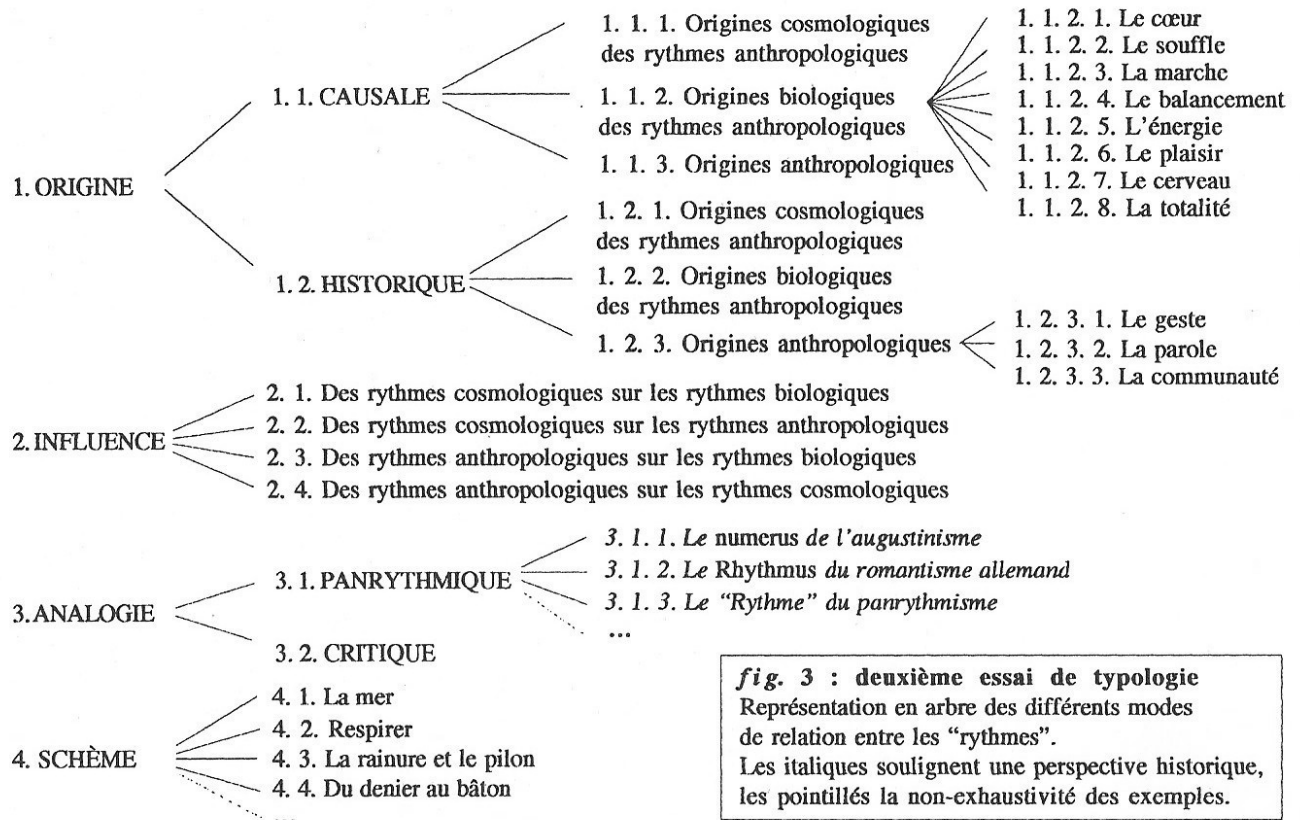 1. ORIGINE
1. 1. CAUSALE
1. 1. 1. Origines cosmologiques
des rythmes anthropologiques
1. 1. 2. Origines biologiques
des rythmes anthropologiques
1. 1. 2. 1. Le cœur
1. 1. 2. 2. Le souffle
1. 1. 2. 3. La marche
1. 1. 2. 4. Le balancement
1. 1. 2. 5. L'énergie
1. 1. 2. 6. Le plaisir
1. 1. 2. 7. Le cerveau
1. 1. 2. 8. La totalité
1. 1. 3. Origines anthropologiques
1. 2. HISTORIQUE
1. 2. 1. Origines cosmologiques
des rythmes anthropologiques
1. 2. 2. Origines biologiques
des rythmes anthropologiques
1. 2. 3. Origines anthropologiques
1. 2. 3. 1. Le geste
1. 2. 3. 2. La parole
1. 2. 3. 3. La communauté
2. INFLUENCE
2. 1. Des rythmes cosmologiques sur les rythmes biologiques
2. 2. Des rythmes cosmologiques sur les rythmes anthropologiques
2. 3. Des rythmes anthropologiques sur les rythmes biologiques
2. 4. Des rythmes anthropologiques sur les rythmes cosmologiques
3. ANALOGIE
3. 1. PANRYTHMIQUE
3. 1. 1. Le numerus de l'augustinisme
3. 1. 2. Le Rhythmus du romantisme allemand
3. 1. 3. Le "Rythme" du panrythmisme
...
3. 2. CRITIQUE
4. SCHÈME
4. 1. La mer
4. 2. Respirer
4. 3. La rainure et le pilon
4. 4. Du denier au bâton
...
fig. 3 : deuxième essai de typologie
Représentation en arbre des différents modes
de relation entre les "rythmes".
Les italiques soulignent une perspective historique,
les pointillés la non-exhaustivité des exemples.